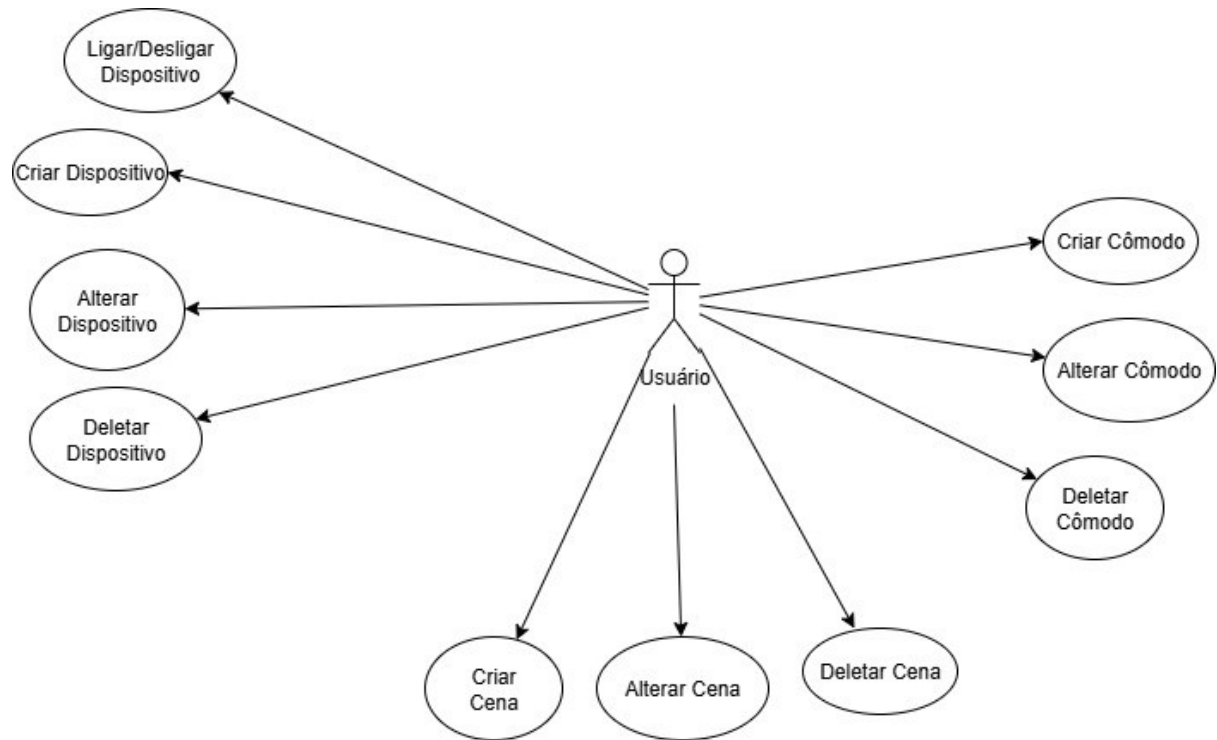 Ligar/Desligar
Dispositivo
Criar Dispositivo
Alterar
Dispositivo
Deletar
Dispositivo
Usuário
Criar Cômodo
Alterar Cômodo
Deletar
Cômodo
Criar
Cena
Alterar Cena
Deletar Cena